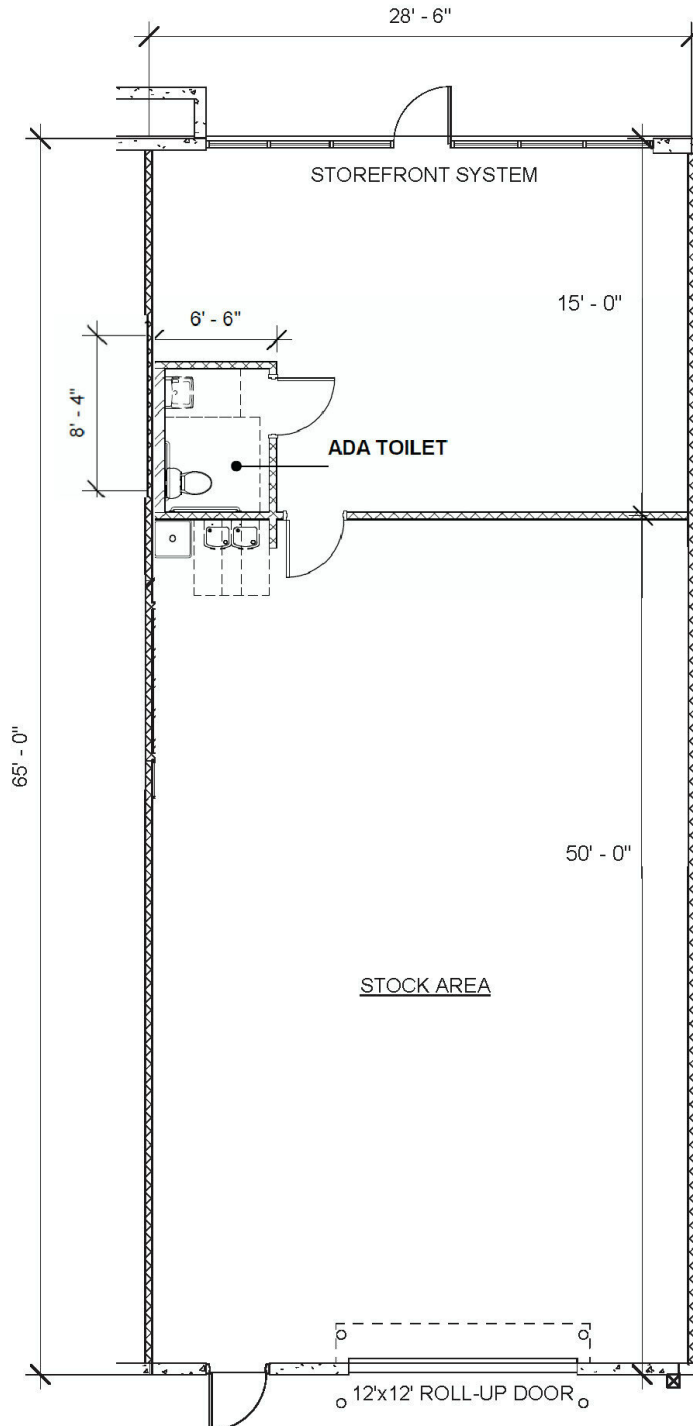 28' - 6"
STOREFRONT SYSTEM
15' - 0"
6' - 6"
8' - 4"
ADA TOILET
65' - 0"
50' - 0"
STOCK AREA
12'x12' ROLL-UP DOOR